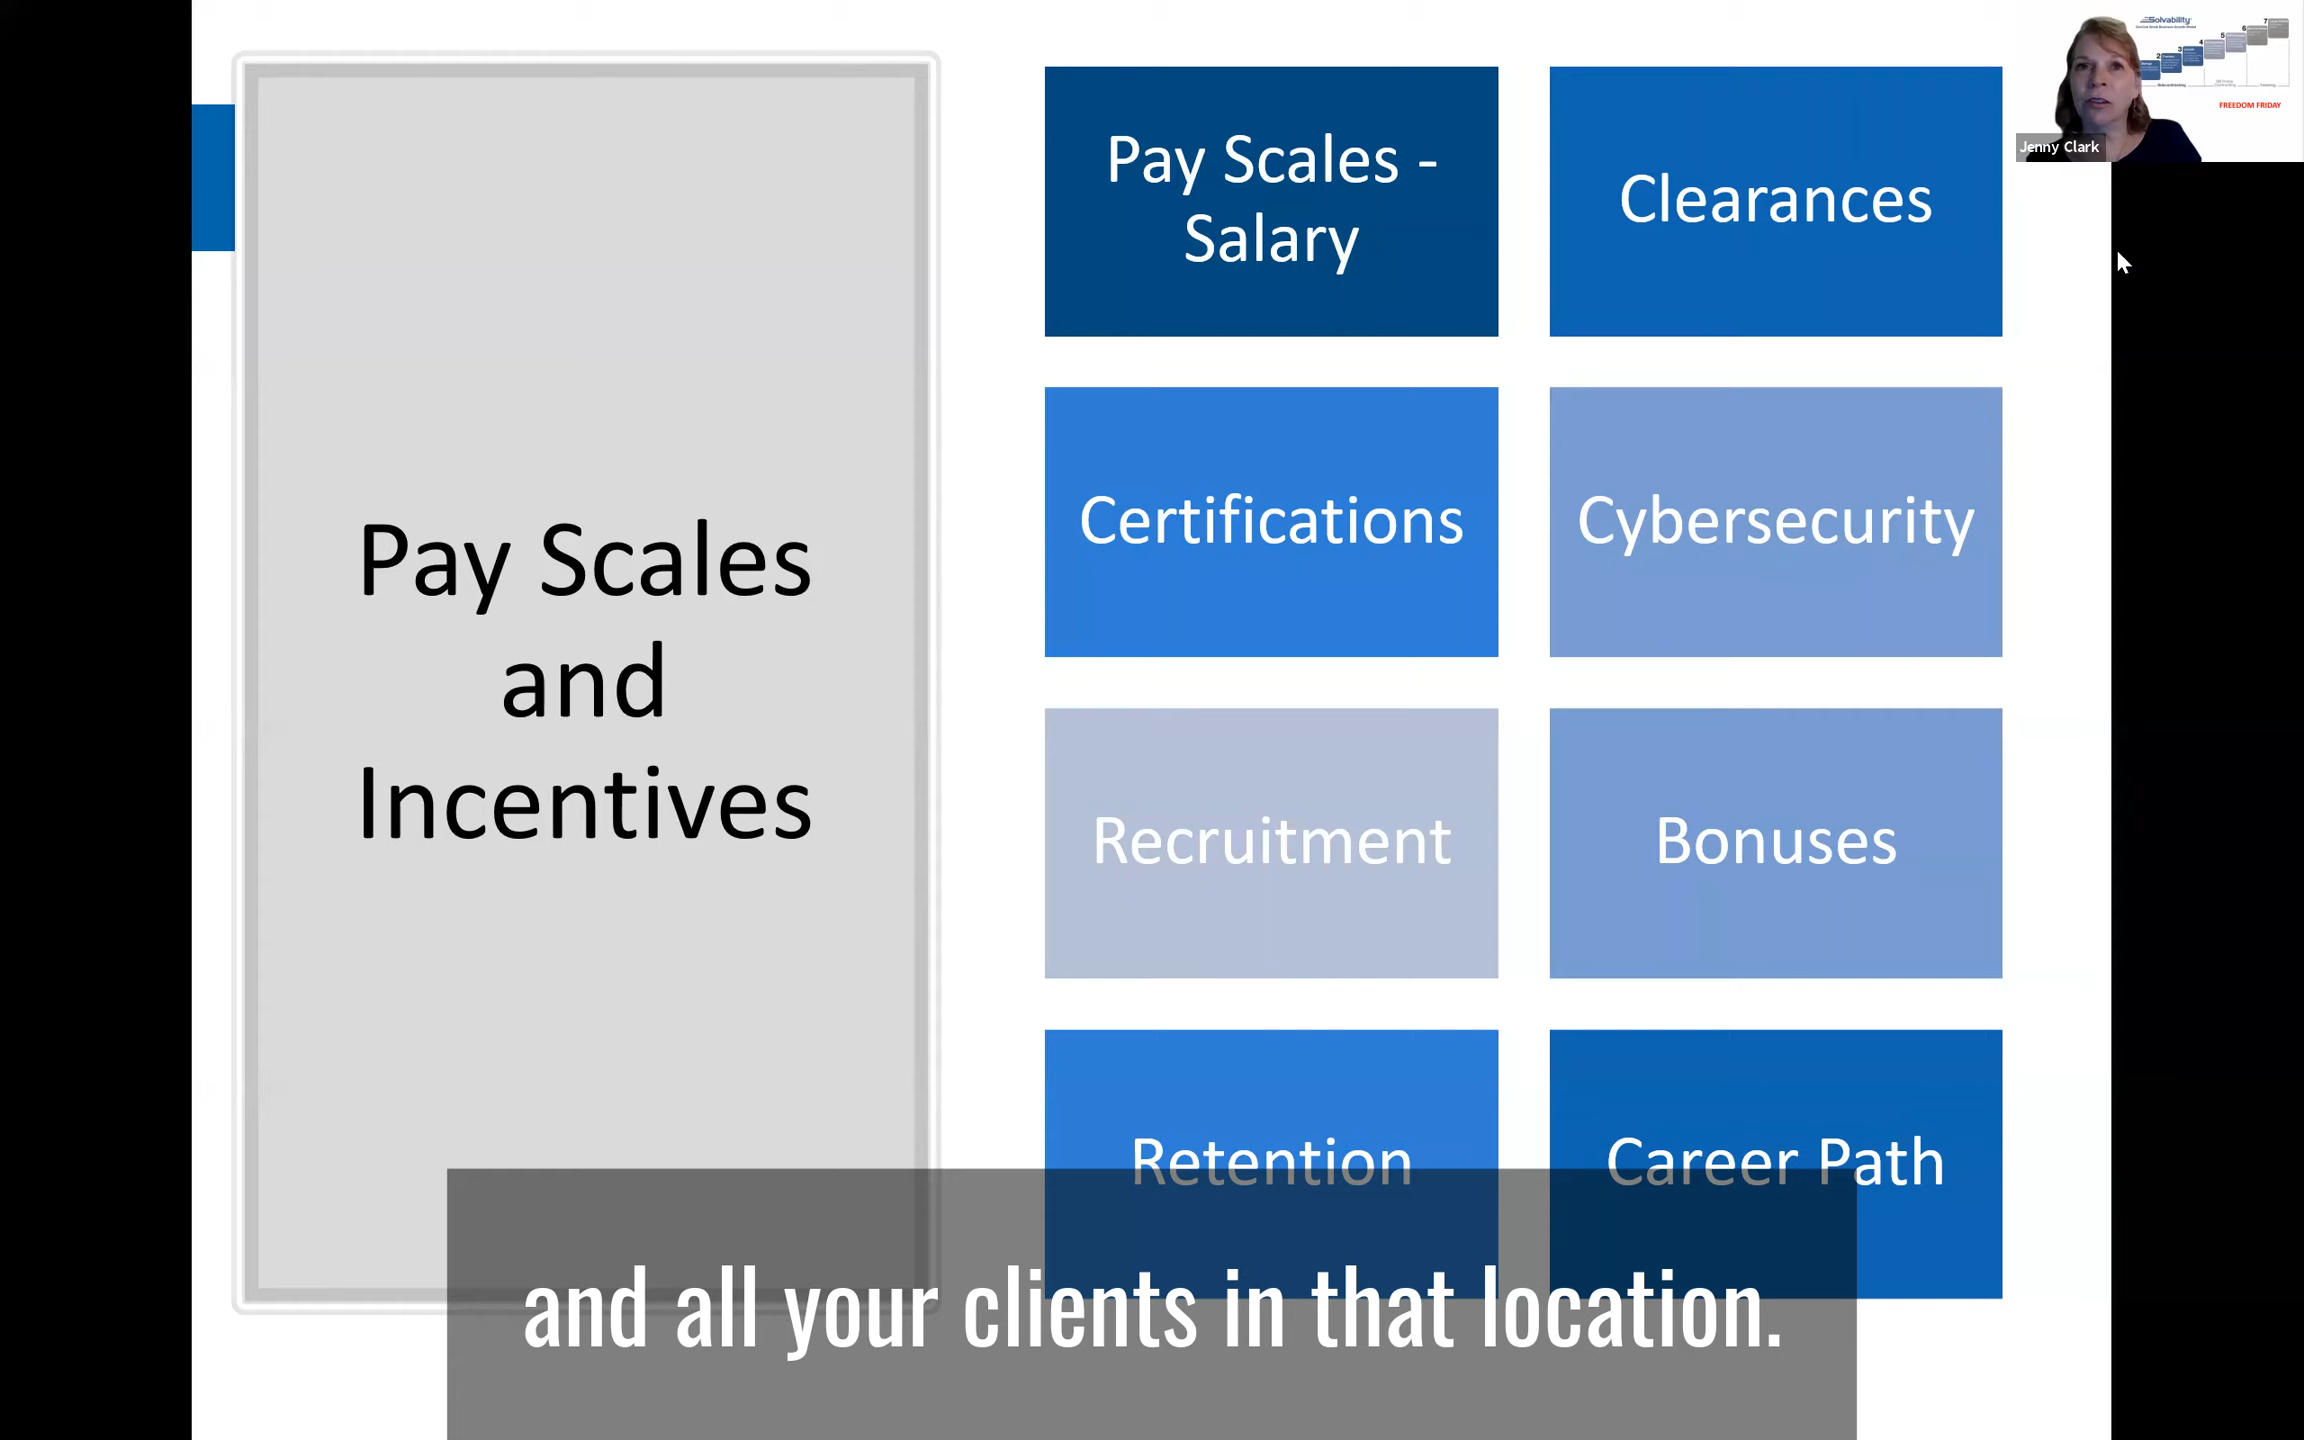 Pay Scales
and
Incentives
Pay Scales -
Salary
Clearances
Certifications
Cybersecurity
Recruitment
Bonuses
Retention
Career Path
and all your clients in that location.
Solvability
FREEDOM FRIDAY
Jenny Clark